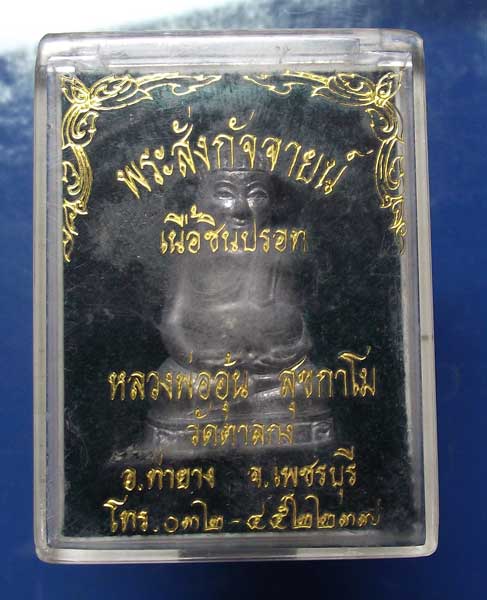 พระสังกัจจายน์
เนื้อชินปรอท
หลวงพ่ออุ้น สุขกาโม
วัดตาลกง
อ.ท่ายาง จ.เพชรบุรี
โทร.๐๓๒-๔๕๒๒๓๗